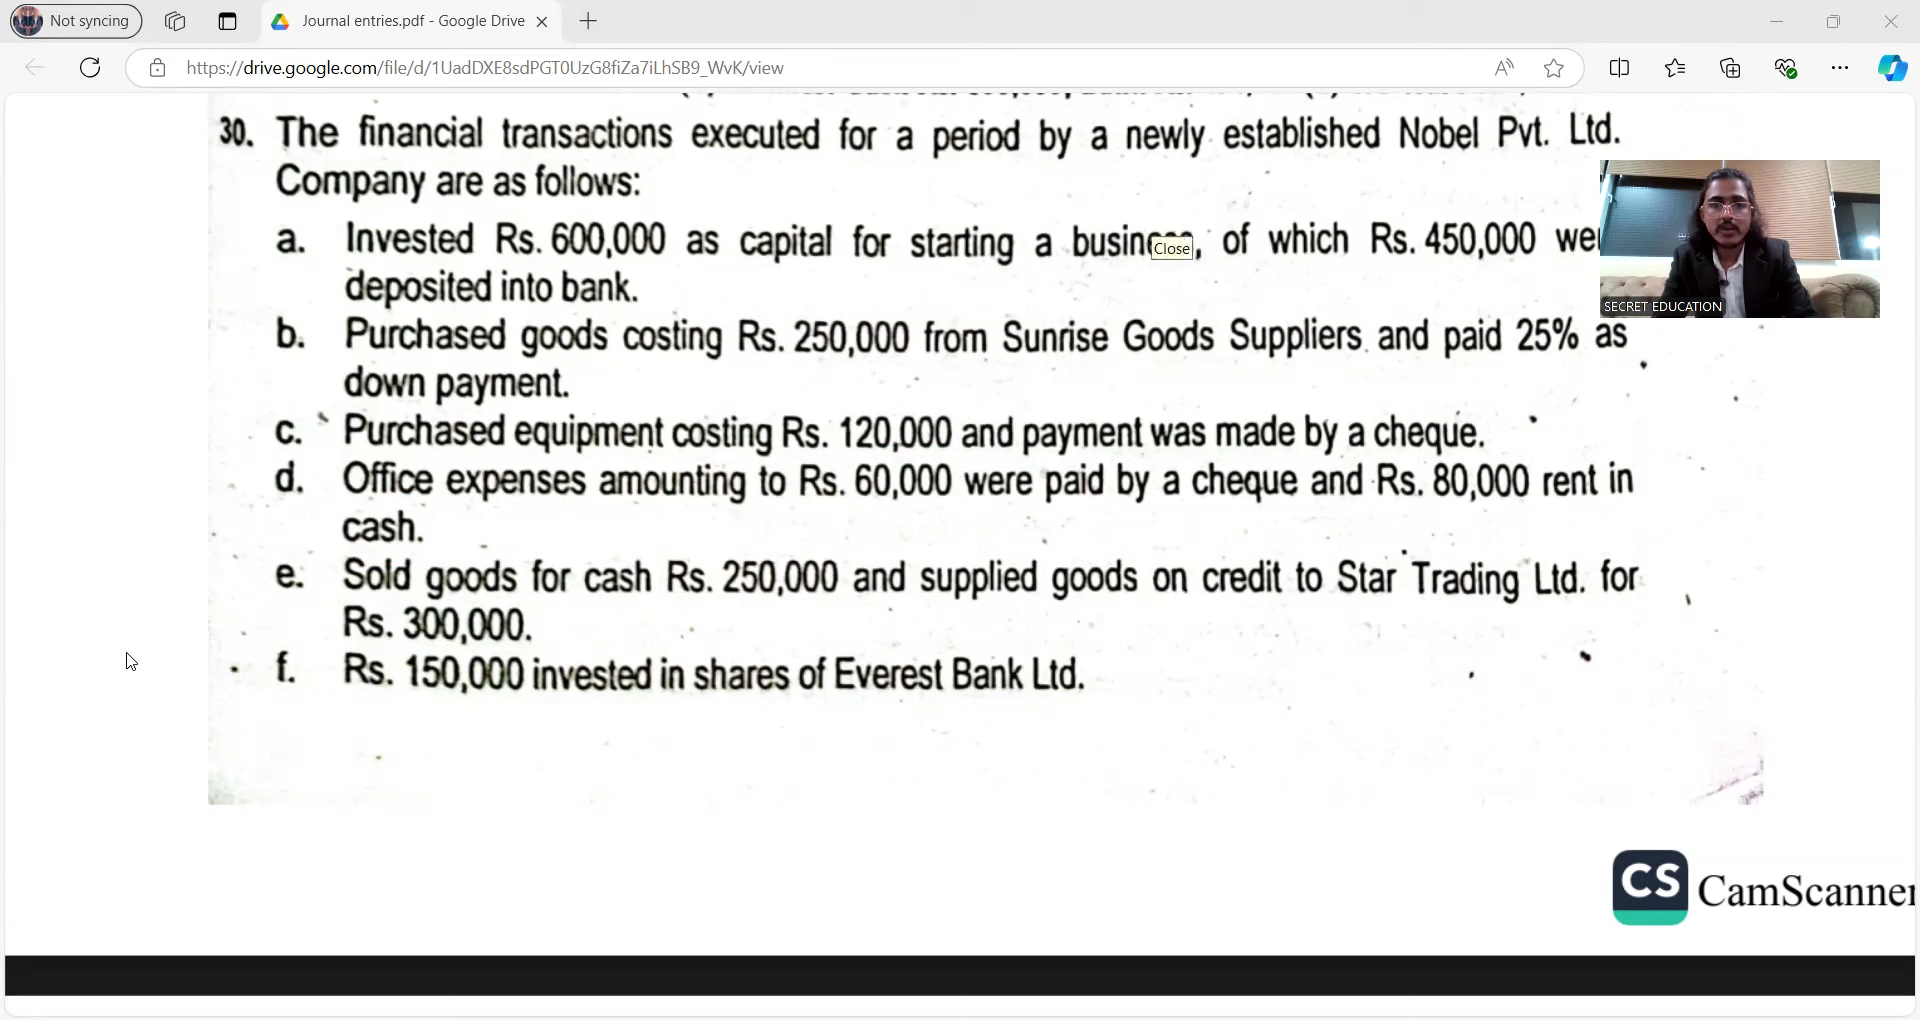 Not syncing
Journal entries.pdf - Google Drive
https://drive.google.com/file/d/1UadDXE8sdPGT0UzG8fiZa7iLhSB9_WvK/view
30. The financial transactions executed for a period by a newly established Nobel Pvt. Ltd.
Company are as follows:
a. Invested Rs. 600,000 as capital for starting a , of which Rs. 450,000
Close
deposited into bank.
SECRET EDUCATION
b. Purchased goods costing Rs. 250,000 from Sunrise Goods Suppliers and paid 25% as
down payment.
c. Purchased equipment costing Rs. 120,000 and payment was made by a cheque.
d. Office expenses amounting to Rs. 60,000 were paid by a cheque and Rs. 80,000 rent in
cash.
e. Sold goods for cash Rs. 250,000 and supplied goods on credit to Star Trading Ltd. for
Rs. 300,000.
f. Rs. 150,000 invested in shares of Everest Bank Ltd.
CS CamScanner